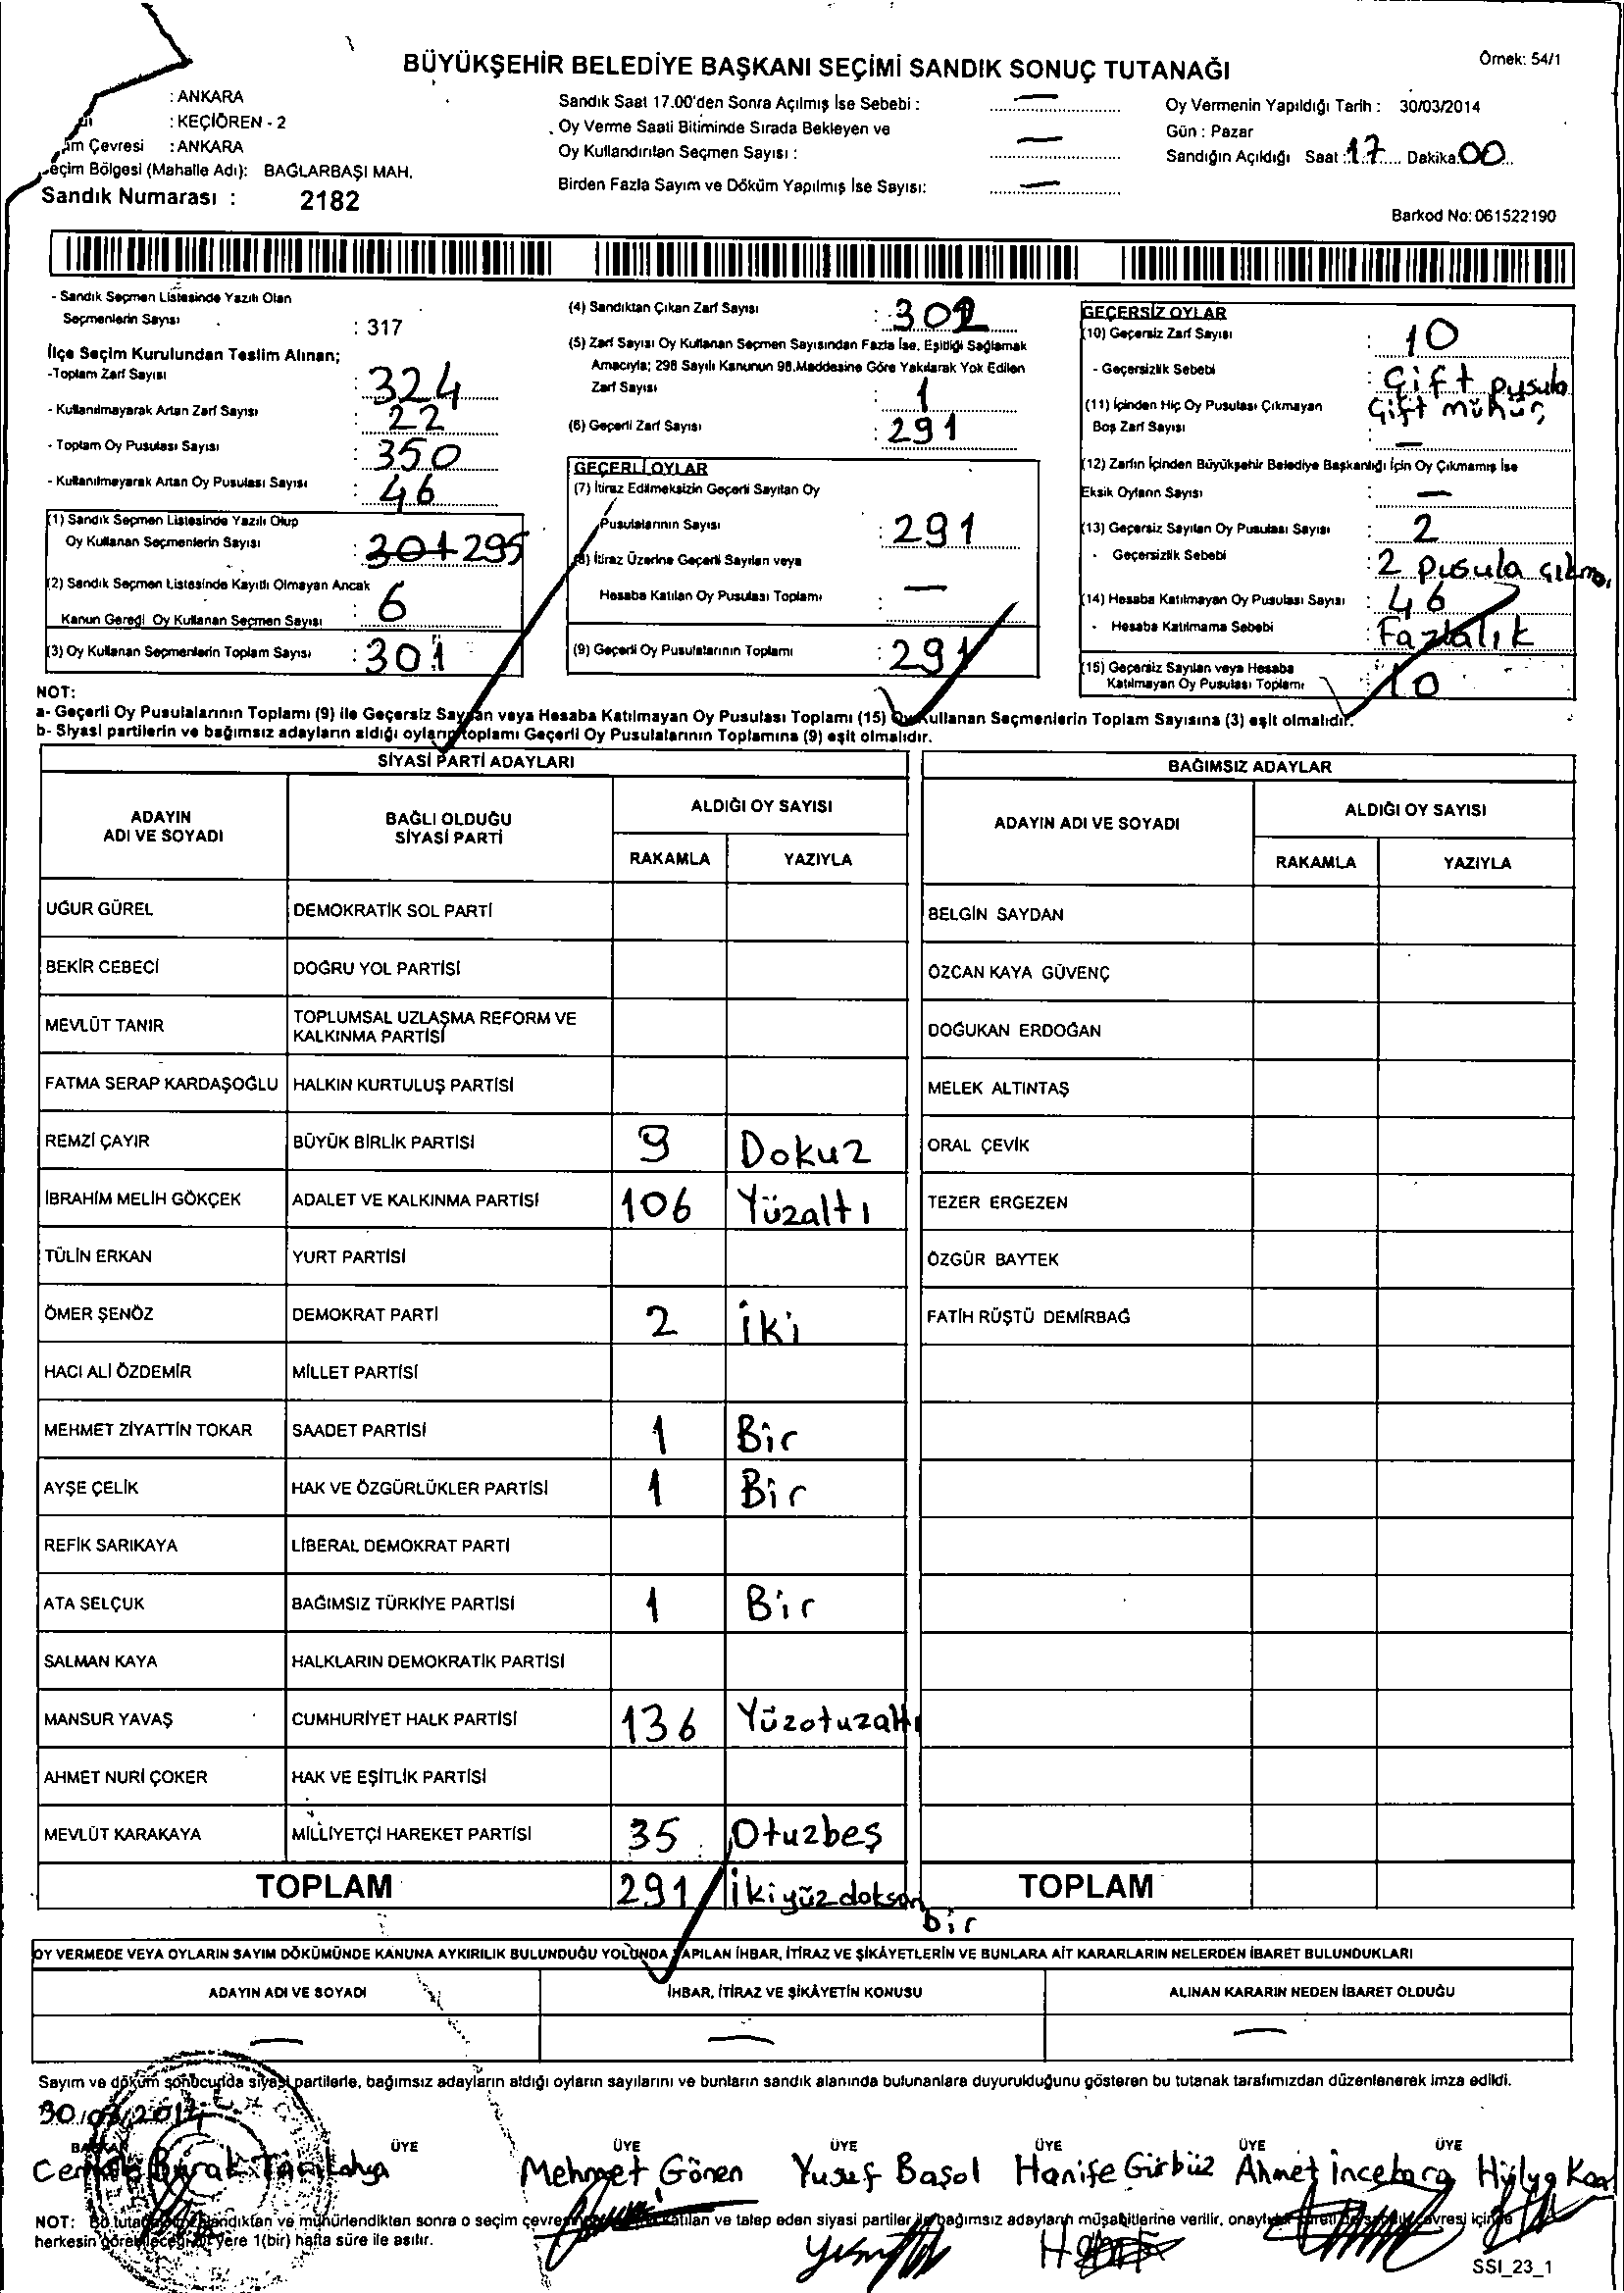 Örnek: 54/1
BÜYÜKŞEHİR BELEDİYE BAŞKANI SEÇİMİ SANDIK SONUÇ TUTANAĞI
: ANKARA
: KEÇİÖREN - 2
Çevresi : ANKARA
Bölgesi (Mahalle Adı): BAĞLARBAŞI MAH.
Sandık Numarası : 2182
Sandık Saat 17.00'den Sonra Açılmış İse Sebebi : —
Oy Verme Saati Bitiminde Sırada Bekleyen ve
Oy Kullandırılan Seçmen Sayısı : —
Birden Fazla Sayım ve Döküm Yapılmış İse Sayısı: —
Oy Vermenin Yapıldığı Tarih : 30/03/2014
Gün : Pazar
Sandığın Açıldığı Saat : 17 Dakika: 00
Barkod No: 061522190
- Sandık Seçmen Listesinde Yazılı Olan
Seçmenlerin Sayısı : 317
İlçe Seçim Kurulundan Teslim Alınan;
-Toplam Zarf Sayısı : 324
- Kullanılmayarak Artan Zarf Sayısı : 22
- Toplam Oy Pusulası Sayısı : 350
- Kullanılmayarak Artan Oy Pusulası Sayısı : 46
(1) Sandık Seçmen Listesinde Yazılı Olup
Oy Kullanan Seçmenlerin Sayısı : 301 295
(2) Sandık Seçmen Listesinde Kayıtlı Olmayan Ancak
Kanun Gereği Oy Kullanan Seçmen Sayısı : 6
(3) Oy Kullanan Seçmenlerin Toplam Sayısı : 301
(4) Sandıktan Çıkan Zarf Sayısı : 302
(5) Zarf Sayısı Oy Kullanan Seçmen Sayısından Fazla İse, Eşitliği Sağlamak
Amacıyla; 298 Sayılı Kanunun 98.Maddesine Göre Yakılarak Yok Edilen
Zarf Sayısı : 1
(6) Geçerli Zarf Sayısı : 291
GEÇERLİ OYLAR
(7) İtiraz Edilmeksizin Geçerli Sayılan Oy
Pusulalarının Sayısı : 291
(8) İtiraz Üzerine Geçerli Sayılan veya
Hesaba Katılan Oy Pusulası Toplamı : —
(9) Geçerli Oy Pusulalarının Toplamı : 291
GEÇERSİZ OYLAR
(10) Geçersiz Zarf Sayısı : 10
- Geçersizlik Sebebi : Çift pusula
Çift mühür
(11) İçinden Hiç Oy Pusulası Çıkmayan
Boş Zarf Sayısı : —
(12) Zarfın İçinden Büyükşehir Belediye Başkanlığı İçin Oy Çıkmamış İse
Eksik Oyların Sayısı : —
(13) Geçersiz Sayılan Oy Pusulası Sayısı : 2
- Geçersizlik Sebebi : 2 pusula
(14) Hesaba Katılmayan Oy Pusulası Sayısı : 46
- Hesaba Katılmama Sebebi : Fazlalık
(15) Geçersiz Sayılan veya Hesaba
Katılmayan Oy Pusulası Toplamı : 10
NOT:
a- Geçerli Oy Pusulalarının Toplamı (9) ile Geçersiz Sayılan veya Hesaba Katılmayan Oy Pusulası Toplamı (15) Oy Kullanan Seçmenlerin Toplam Sayısına (3) eşit olmalıdır.
b- Siyasi partilerin ve bağımsız adayların aldığı oyların toplamı Geçerli Oy Pusulalarının Toplamına (9) eşit olmalıdır.
SİYASİ PARTİ ADAYLARI
ADAYIN ADI VE SOYADI BAĞLI OLDUĞU SİYASİ PARTİ ALDIĞI OY SAYISI
RAKAMLA YAZIYLA
UĞUR GÜREL DEMOKRATİK SOL PARTİ
BEKİR CEBECİ DOĞRU YOL PARTİSİ
MEVLÜT TANIR TOPLUMSAL UZLAŞMA REFORM VE KALKINMA PARTİSİ
FATMA SERAP KARDAŞOĞLU HALKIN KURTULUŞ PARTİSİ
REMZİ ÇAYIR BÜYÜK BİRLİK PARTİSİ 9 Dokuz
İBRAHİM MELİH GÖKÇEK ADALET VE KALKINMA PARTİSİ 106 Yüzaltı
TÜLİN ERKAN YURT PARTİSİ
ÖMER ŞENÖZ DEMOKRAT PARTİ 2 İki
HACI ALİ ÖZDEMİR MİLLET PARTİSİ
MEHMET ZİYATTİN TOKAR SAADET PARTİSİ 1 Bir
AYŞE ÇELİK HAK VE ÖZGÜRLÜKLER PARTİSİ 1 Bir
REFİK SARIKAYA LİBERAL DEMOKRAT PARTİ
ATA SELÇUK BAĞIMSIZ TÜRKİYE PARTİSİ 1 Bir
SALMAN KAYA HALKLARIN DEMOKRATİK PARTİSİ
MANSUR YAVAŞ CUMHURİYET HALK PARTİSİ 136 Yüzotuzaltı
AHMET NURİ ÇOKER HAK VE EŞİTLİK PARTİSİ
MEVLÜT KARAKAYA MİLLİYETÇİ HAREKET PARTİSİ 35 Otuzbeş
TOPLAM 291 İkiyüzdoksan
bir
BAĞIMSIZ ADAYLAR
ADAYIN ADI VE SOYADI ALDIĞI OY SAYISI
RAKAMLA YAZIYLA
BELGİN SAYDAN
ÖZCAN KAYA GÜVENÇ
DOĞUKAN ERDOĞAN
MELEK ALTINTAŞ
ORAL ÇEVİK
TEZER ERGEZEN
ÖZGÜR BAYTEK
FATİH RÜŞTÜ DEMİRBAĞ
TOPLAM
OY VERMEDE VEYA OYLARIN SAYIM DÖKÜMÜNDE KANUNA AYKIRILIK BULUNDUĞU YOLUNDA YAPILAN İHBAR, İTİRAZ VE ŞİKÂYETLERİN VE BUNLARA AİT KARARLARIN NELERDEN İBARET BULUNDUKLARI
ADAYIN ADI VE SOYADI İHBAR, İTİRAZ VE ŞİKÂYETİN KONUSU ALINAN KARARIN NEDEN İBARET OLDUĞU
— — —
Sayım ve döküm sonucunda siyasi partilerle, bağımsız adayların aldığı oyların sayılarını ve bunların sandık alanında bulunanlara duyurulduğunu gösteren bu tutanak tarafımızdan düzenlenerek imza edildi.
30/03/2014
BAŞKAN ÜYE ÜYE ÜYE ÜYE ÜYE ÜYE
Burak Mehmet Gönen Yusuf Başol Hanife Gürbüz Ahmet Hülya
NOT: Bu ve mühürlendikten sonra o seçim katılan ve talep eden siyasi partiler ile bağımsız adayların müşahitlerine verilir, içinde
herkesin görebileceği bir yere 1(bir) hafta süre ile asılır.
SSI_23_1